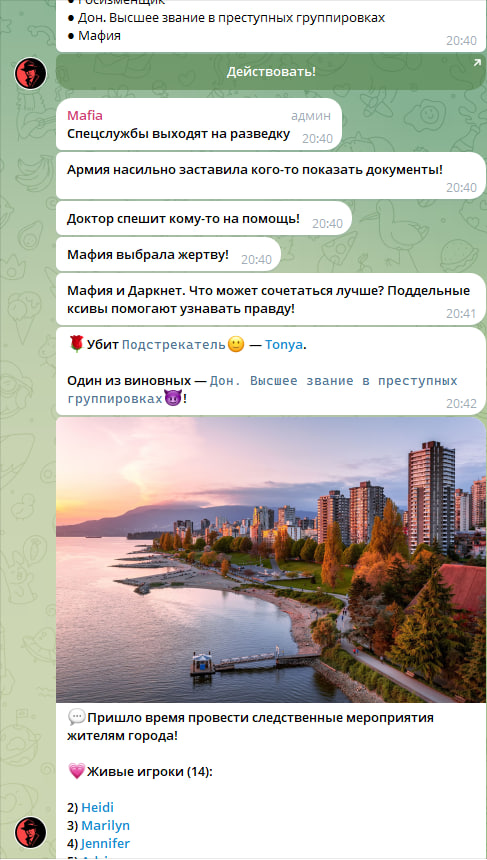 ● Госизменщик
● Дон. Высшее звание в преступных группировках
● Мафия
20:40
Действовать!
Mafia админ
Спецслужбы выходят на разведку 20:40
Армия насильно заставила кого-то показать документы!
20:40
Доктор спешит кому-то на помощь! 20:40
Мафия выбрала жертву! 20:40
Мафия и Даркнет. Что может сочетаться лучше? Поддельные
ксивы помогают узнавать правду!
20:41
🌹Убит Подстрекатель🙂 — Tonya.
Один из виновных — Дон. Высшее звание в преступных
группировках😈!
20:42
💬Пришло время провести следственные мероприятия
жителям города!
💗Живые игроки (14):
2) Heidi
3) Marilyn
4) Jennifer